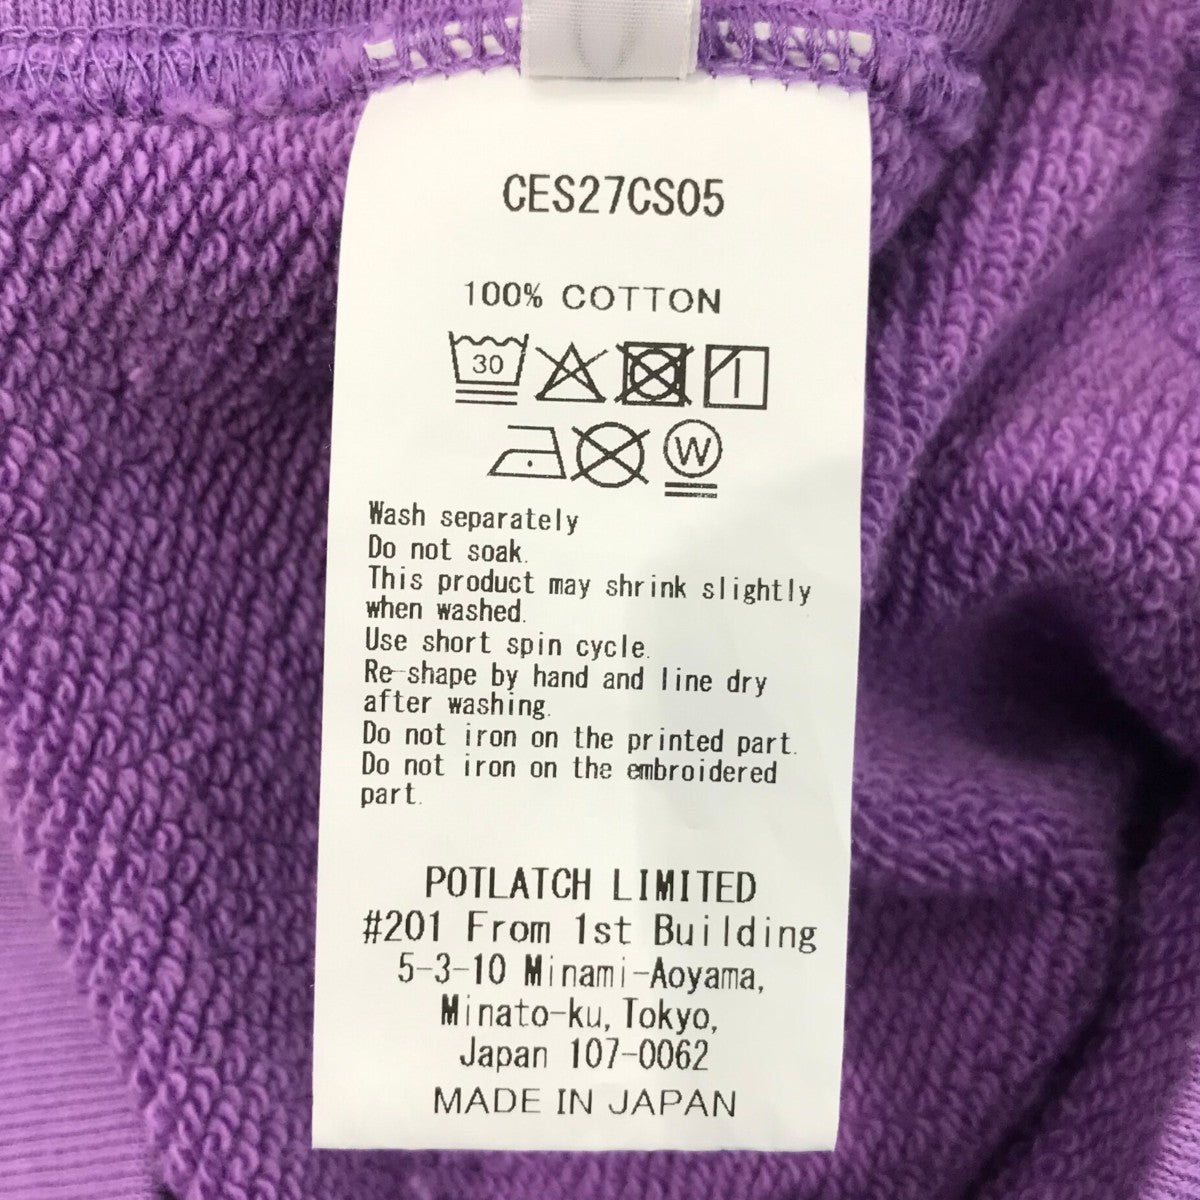 CES27CS05
100% COTTON
30
W
Wash separately
Do not soak.
This product may shrink slightly
when washed.
Use short spin cycle.
Re-shape by hand and line dry
after washing.
Do not iron on the printed part.
Do not iron on the embroidered
part.
POTLATCH LIMITED
#201 From 1st Building
5-3-10 Minami-Aoyama,
Minato-ku, Tokyo,
Japan 107-0062
MADE IN JAPAN